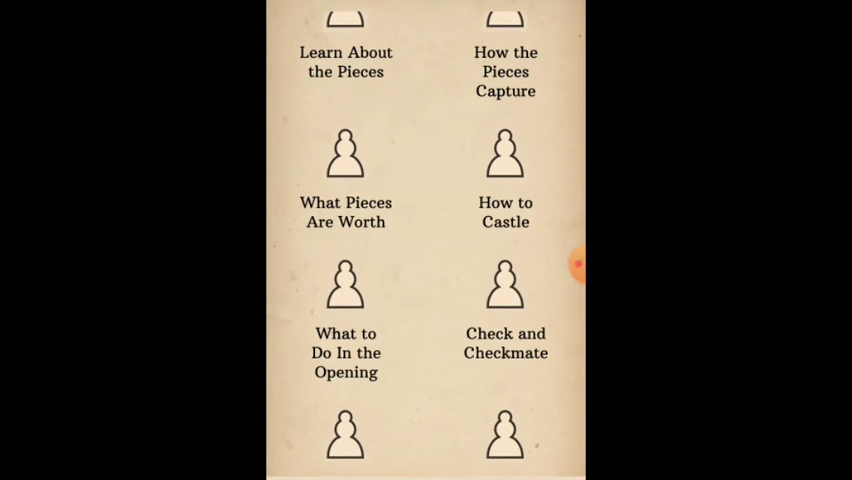 Learn About
the Pieces
How the
Pieces
Capture
What Pieces
Are Worth
How to
Castle
What to
Do In the
Opening
Check and
Checkmate